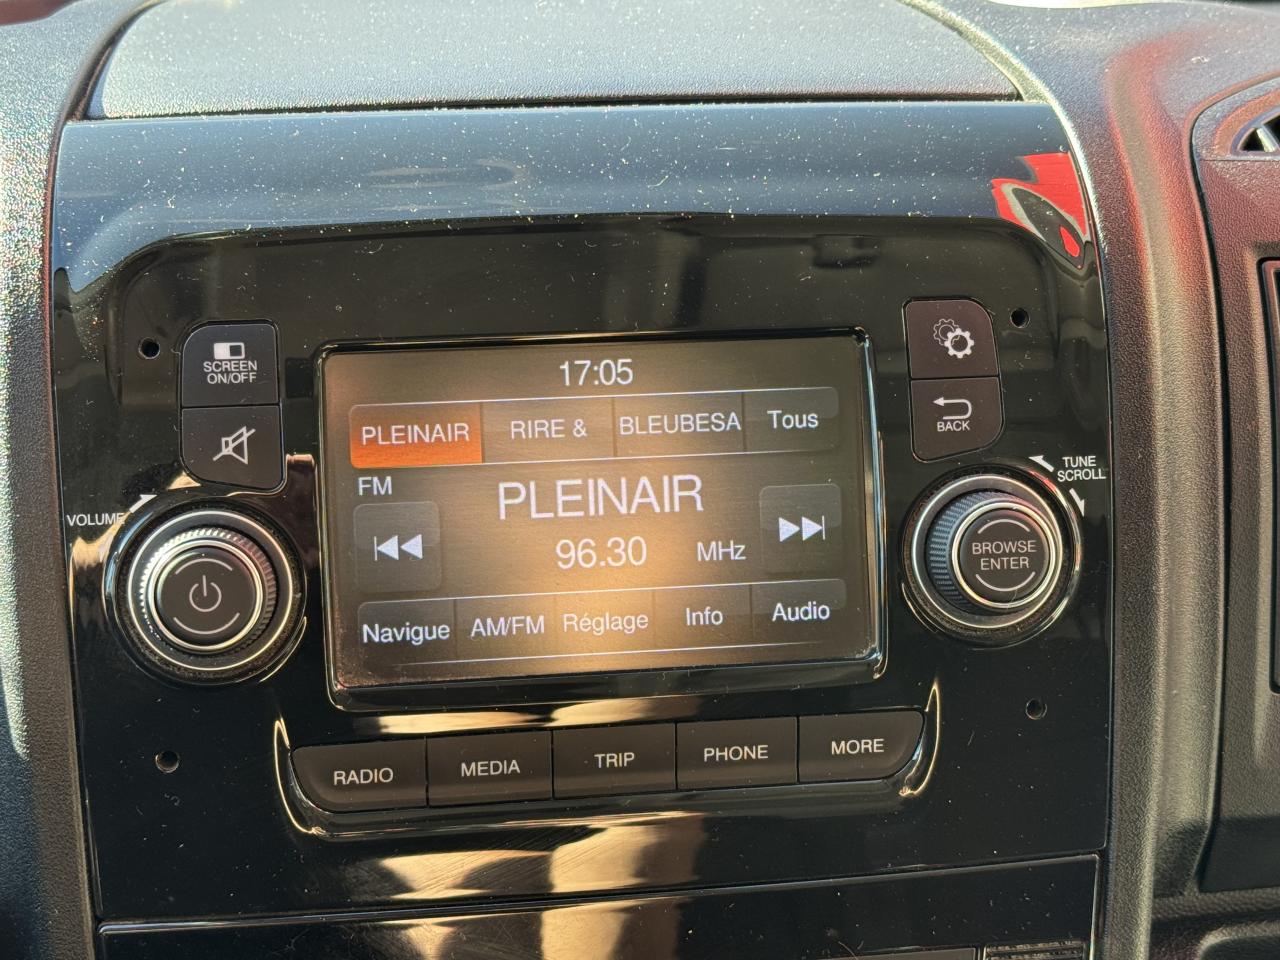 17:05
SCREEN
ON/OFF
PLEINAIR RIRE & BLEUBESA Tous
BACK
FM
PLEINAIR
TUNE
SCROLL
VOLUME
96.30 MHz
BROWSE
ENTER
Navigue AM/FM Réglage Info Audio
RADIO MEDIA TRIP PHONE MORE